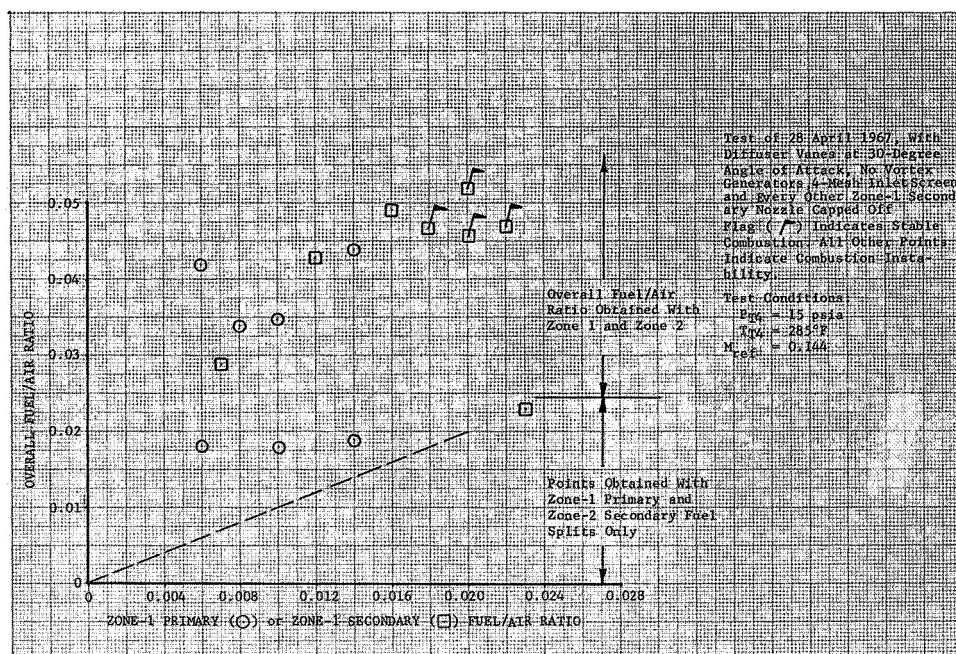 Test of 28 April 1967, With
Diffuser Vanes at 30-Degree
Angle of Attack, No Vortex
Generators, 4-Mesh Inlet Screen
and Every Other Zone-1 Second
ary Nozzle Capped Off
Flag ( ) Indicates Stable
Combustion. All Other Points
Indicate Combustion Insta-
bility.
Test Conditions
PT4 = 15 psia
TT4 = 285°F
Mref = 0.144
Overall Fuel/Air
Ratio Obtained With
Zone 1 and Zone 2
Points Obtained With
Zone-1 Primary and
Zone-2 Secondary Fuel
Splits Only
OVERALL FUEL/AIR RATIO
0.05
0.04
0.03
0.02
0.01
0
0 0.004 0.008 0.012 0.016 0.020 0.024 0.028
ZONE-1 PRIMARY (○) or ZONE-1 SECONDARY (□) FUEL/AIR RATIO